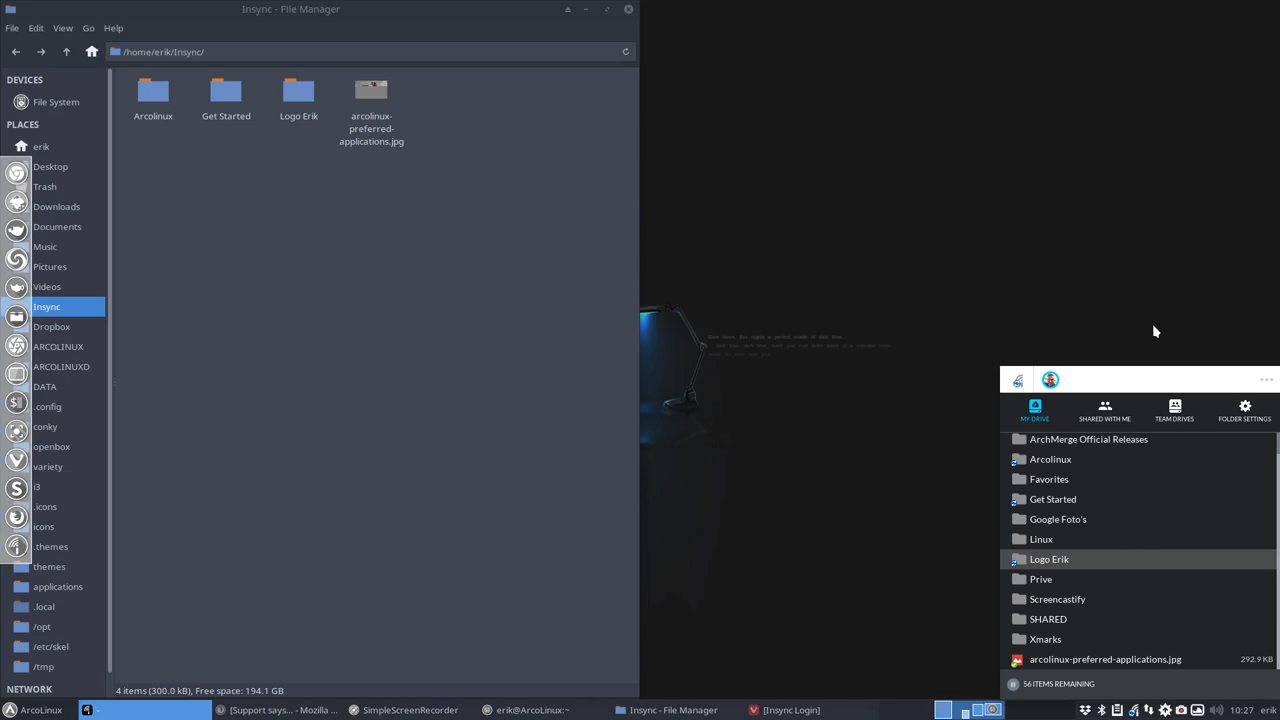 Insync - File Manager
File Edit View Go Help
/home/erik/Insync/
DEVICES
File System
PLACES
erik
Desktop
Trash
Downloads
Documents
Music
Pictures
Videos
Insync
Dropbox
ARCOLINUX
ARCOLINUXD
DATA
.config
conky
openbox
variety
i3
.icons
icons
.themes
themes
applications
.local
/opt
/etc/skel
/tmp
NETWORK
Arcolinux
Get Started
Logo Erik
arcolinux-
preferred-
applications.jpg
4 items (300.0 kB), Free space: 194.1 GB
MY DRIVE
SHARED WITH ME
TEAM DRIVES
FOLDER SETTINGS
ArchMerge Official Releases
Arcolinux
Favorites
Get Started
Google Foto's
Linux
Logo Erik
Prive
Screencastify
SHARED
Xmarks
arcolinux-preferred-applications.jpg 292.9 KB
56 ITEMS REMAINING
ArcoLinux - [Support says... - Mozilla ... SimpleScreenRecorder erik@ArcoLinux:~ Insync - File Manager [Insync Login] 10:27 erik